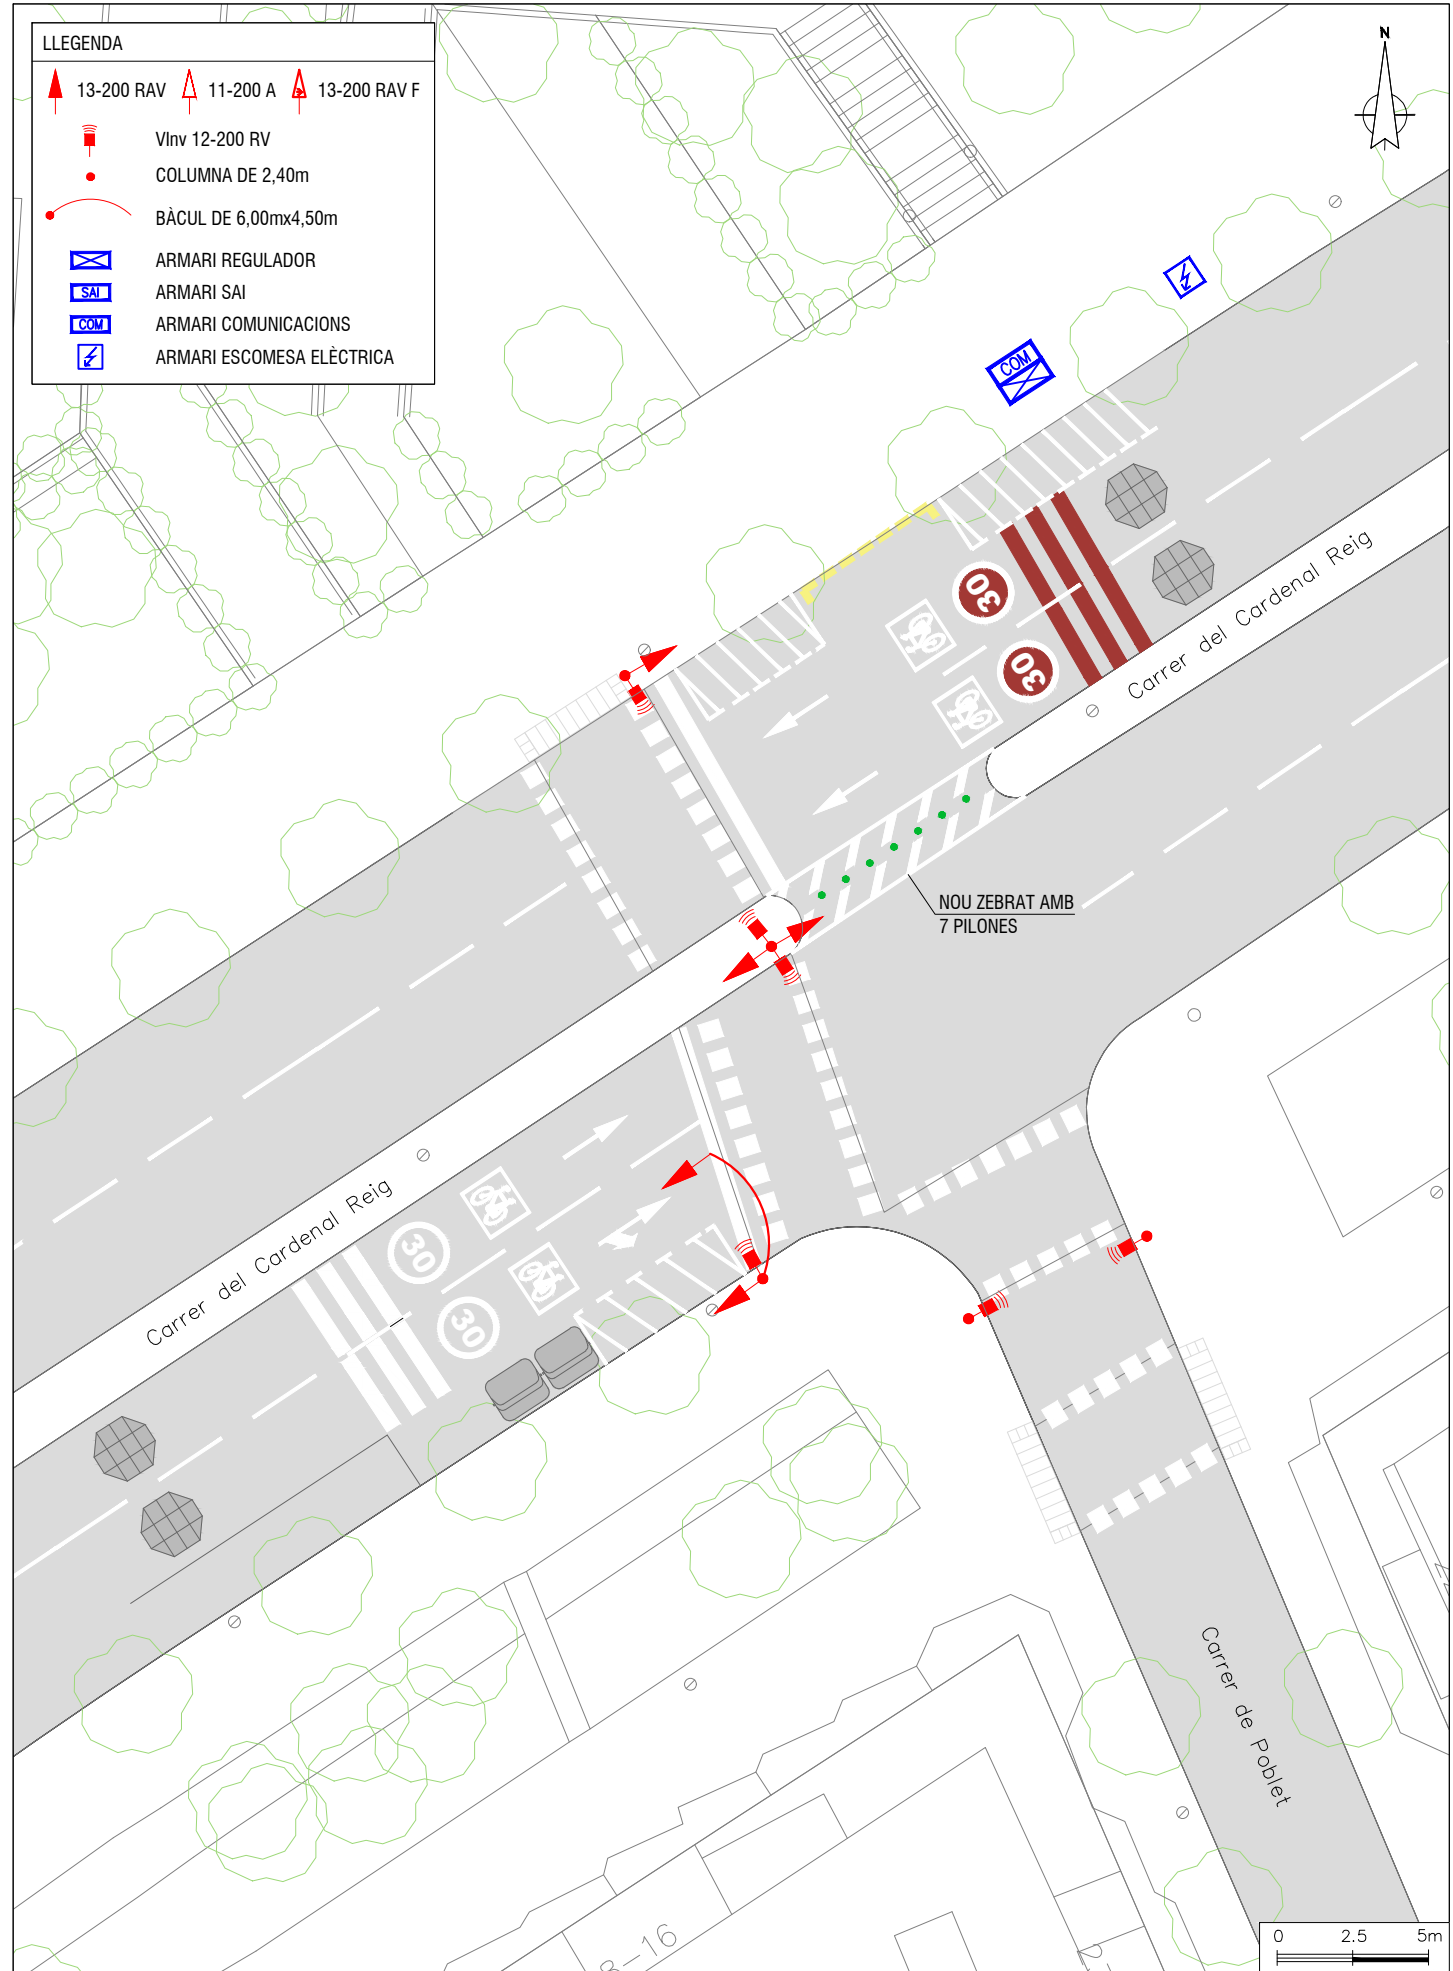 LLEGENDA
13-200 RAV 11-200 A 13-200 RAV F
VInv 12-200 RV
COLUMNA DE 2,40m
BÀCUL DE 6,00mx4,50m
ARMARI REGULADOR
SAI ARMARI SAI
COM ARMARI COMUNICACIONS
ARMARI ESCOMESA ELÈCTRICA
N
COM
30
30
Carrer del Cardenal Reig
NOU ZEBRAT AMB
7 PILONES
Carrer del Cardenal Reig
30
30
Carrer de Poblet
0 2.5 5m